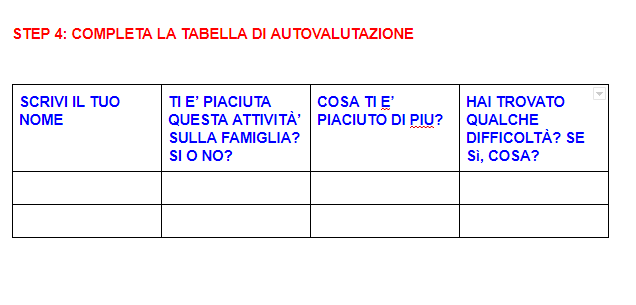 STEP 4: COMPLETA LA TABELLA DI AUTOVALUTAZIONE
SCRIVI IL TUO
NOME
TI E’ PIACIUTA
QUESTA ATTIVITÀ’
SULLA FAMIGLIA?
SI O NO?
COSA TI E’
PIACIUTO DI PIU?
HAI TROVATO
QUALCHE
DIFFICOLTÀ? SE
Sì, COSA?